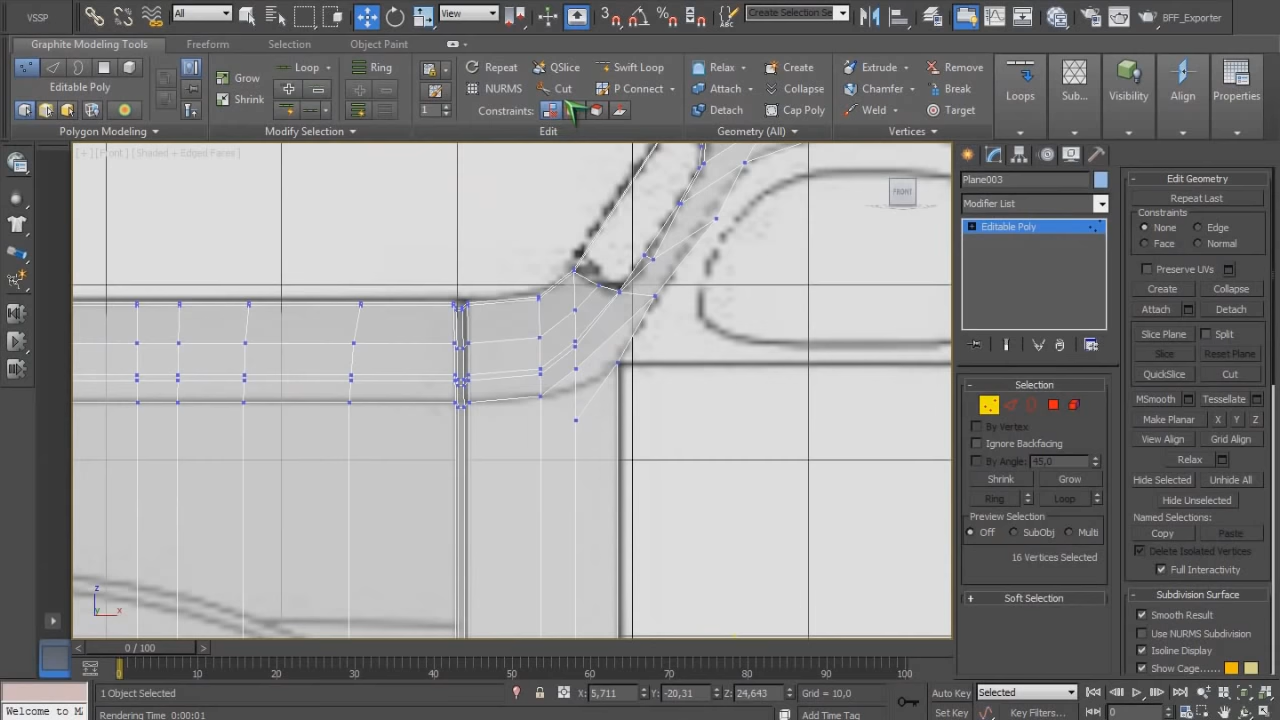 VSSP
All
View
Create Selection Se
BFF_Exporter
Graphite Modeling Tools
Freeform
Selection
Object Paint
Editable Poly
Polygon Modeling
Grow
Shrink
Loop
Ring
Modify Selection
1
Repeat
QSlice
Swift Loop
NURMS
Cut
P Connect
Constraints:
Edit
Relax
Create
Attach
Collapse
Detach
Cap Poly
Geometry (All)
Extrude
Remove
Chamfer
Break
Weld
Target
Vertices
Loops
Sub...
Visibility
Align
Properties
[ + ] [ Front ] [ Shaded + Edged Faces ]
FRONT
z
y
x
Plane003
Modifier List
Editable Poly
Selection
By Vertex
Ignore Backfacing
By Angle: 45,0
Shrink
Grow
Ring
Loop
Preview Selection
Off
SubObj
Multi
16 Vertices Selected
Soft Selection
Edit Geometry
Repeat Last
Constraints
None
Edge
Face
Normal
Preserve UVs
Create
Collapse
Attach
Detach
Slice Plane
Split
Slice
Reset Plane
QuickSlice
Cut
MSmooth
Tessellate
Make Planar
X
Y
Z
View Align
Grid Align
Relax
Hide Selected
Unhide All
Hide Unselected
Named Selections:
Copy
Paste
Delete Isolated Vertices
Full Interactivity
Subdivision Surface
Smooth Result
Use NURMS Subdivision
Isoline Display
Show Cage......
0 / 100
0
10
20
30
40
50
60
70
80
90
100
1 Object Selected
X: 5,711
Y: -20,31
Z: 24,643
Grid = 10,0
Auto Key
Selected
Welcome to M
Rendering Time 0:00:01
Add Time Tag
Set Key
Key Filters...
0